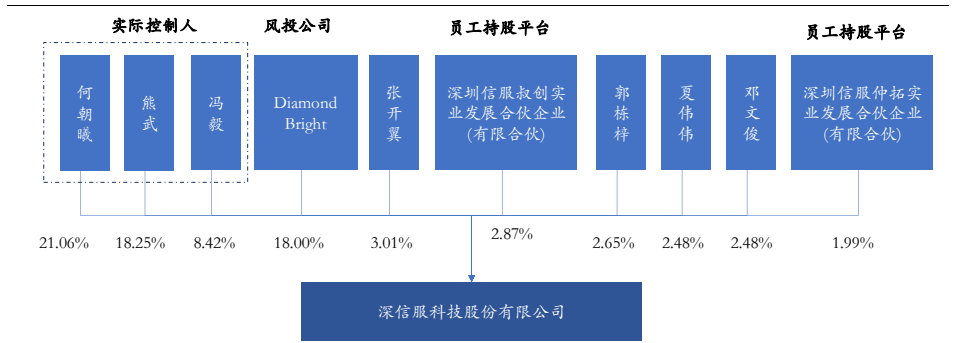 实际控制人
风投公司
员工持股平台
员工持股平台
何朝曦
熊武
冯毅
Diamond
Bright
张开翼
深圳信服叔创实
业发展合伙企业
(有限合伙)
郭栋梓
夏伟伟
邓文俊
深圳信服仲拓实
业发展合伙企业
(有限合伙)
21.06%
18.25%
8.42%
18.00%
3.01%
2.87%
2.65%
2.48%
2.48%
1.99%
深信服科技股份有限公司